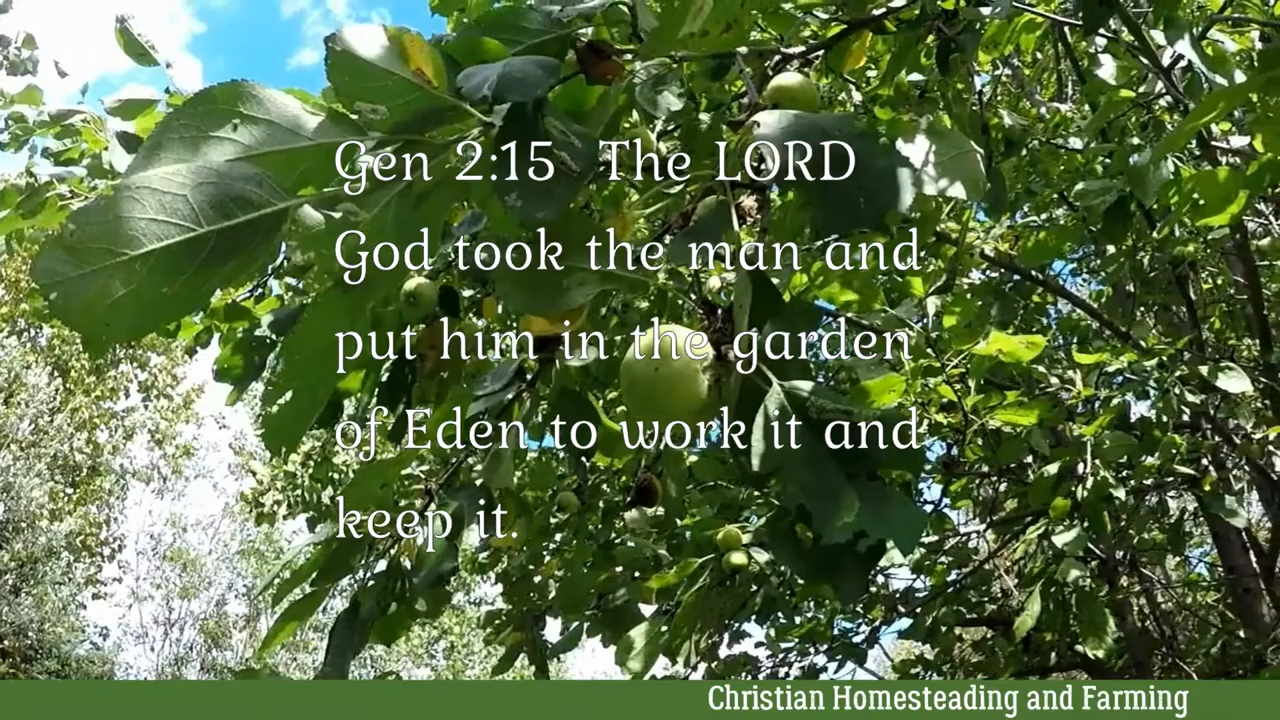 Gen 2:15 The LORD
God took the man and
put him in the garden
of Eden to work it and
keep it.
Christian Homesteading and Farming